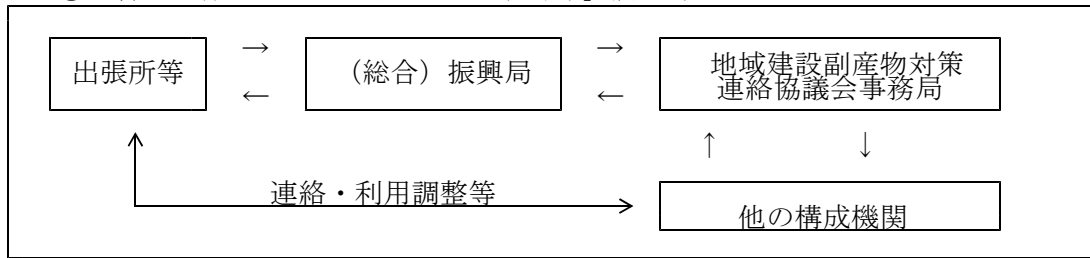 出張所等
→
←
（総合）振興局
→
←
地域建設副産物対策
連絡協議会事務局
↑ ↓
連絡・利用調整等
他の構成機関